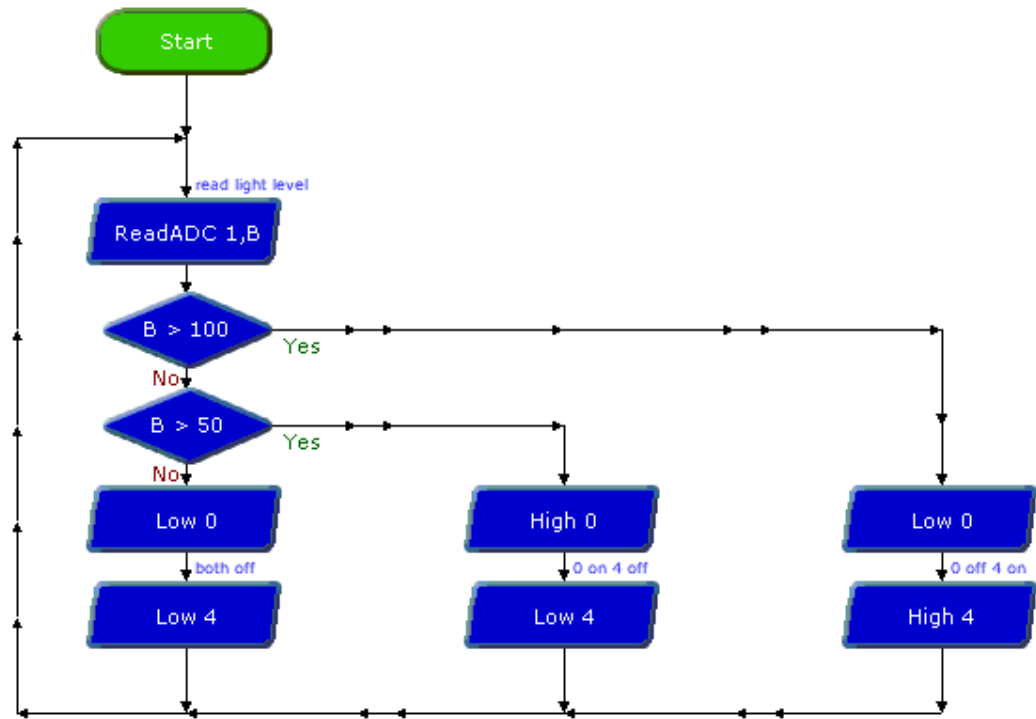 Start
read light level
ReadADC 1,B
B > 100
Yes
No
B > 50
Yes
No
Low 0
High 0
Low 0
both off
0 on 4 off
0 off 4 on
Low 4
Low 4
High 4